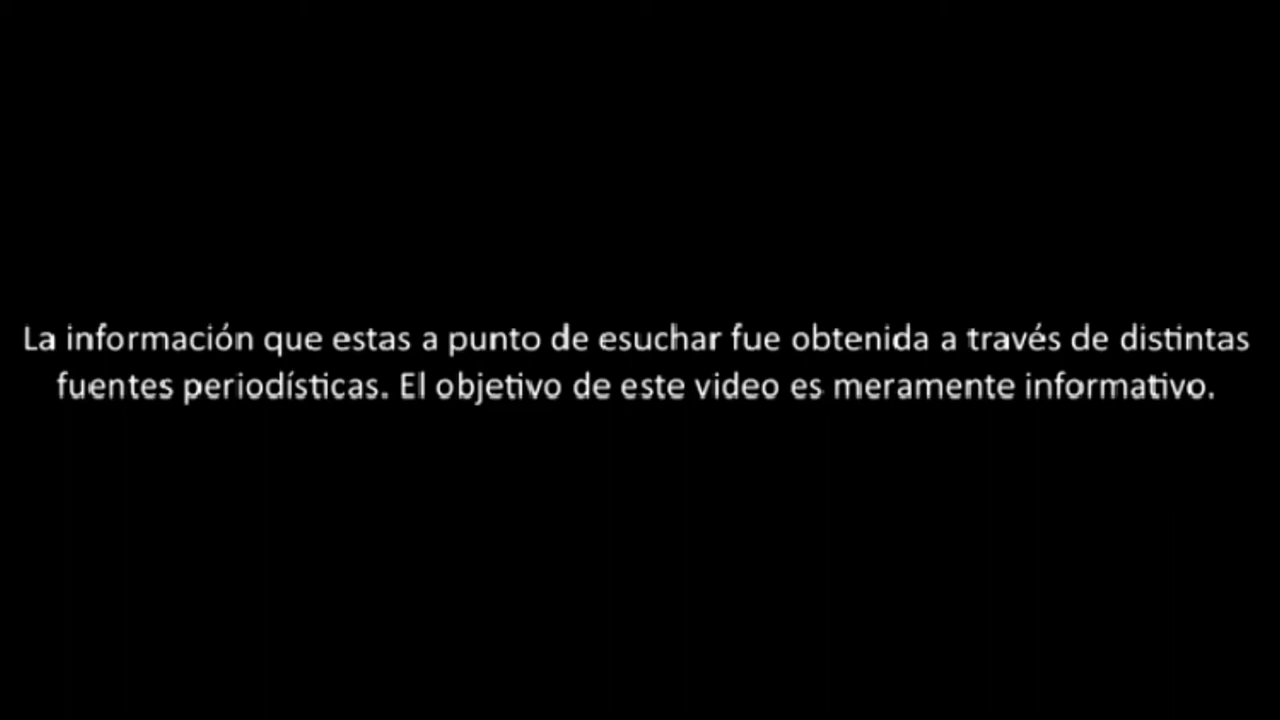 La información que estas a punto de esuchar fue obtenida a través de distintas
fuentes periodísticas. El objetivo de este video es meramente informativo.